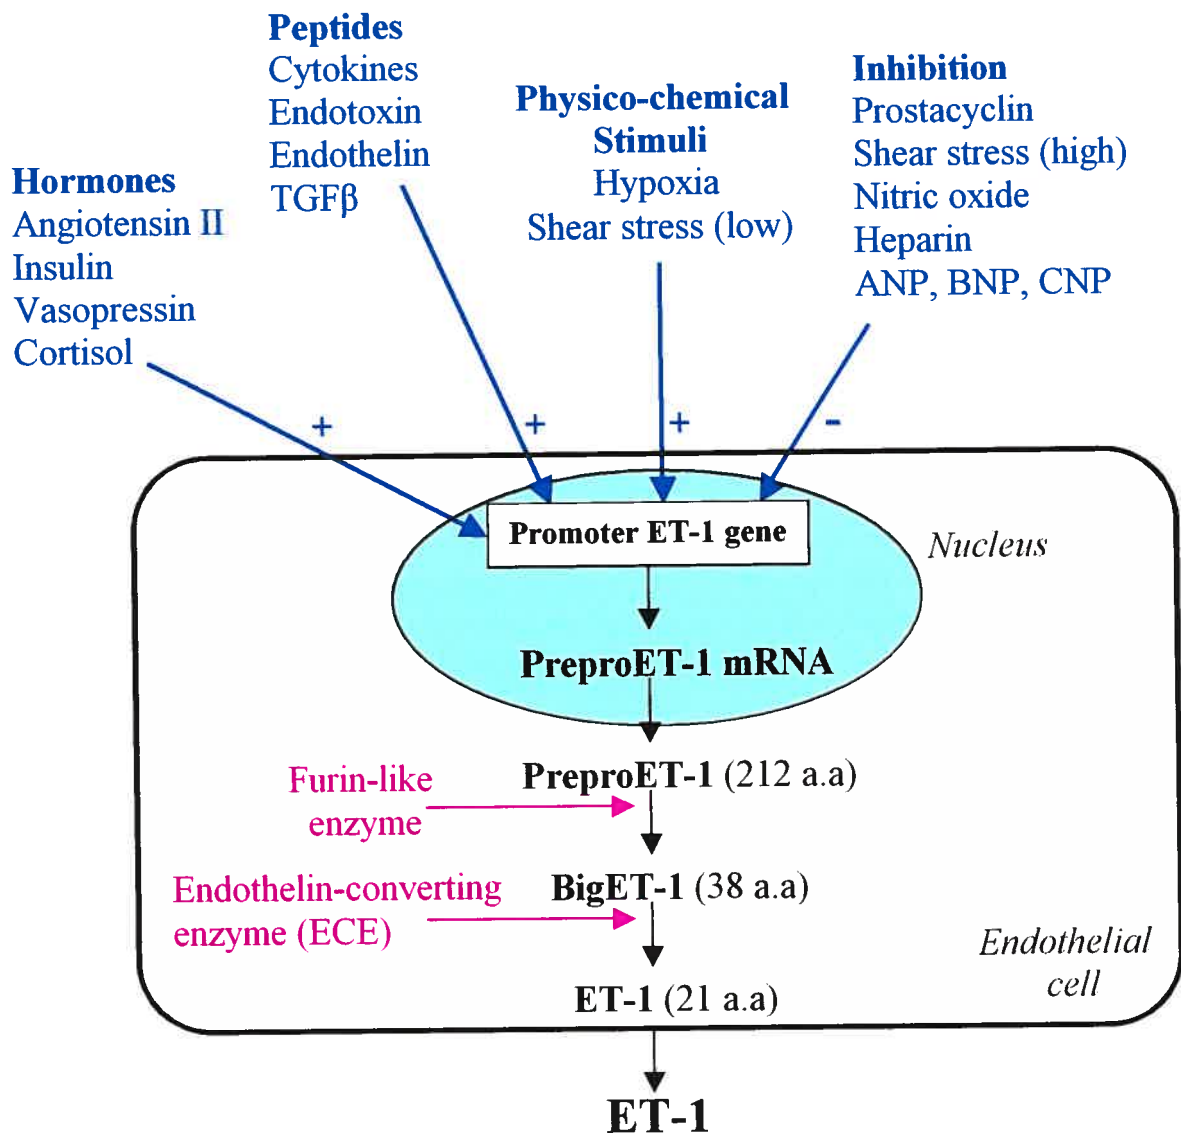 Peptides
Cytokines
Endotoxin
Endothelin
TGFβ
Physico-chemical
Stimuli
Hypoxia
Shear stress (low)
Inhibition
Prostacyclin
Shear stress (high)
Nitric oxide
Heparin
ANP, BNP, CNP
Hormones
Angiotensin II
Insulin
Vasopressin
Cortisol
+
+
+
-
Promoter ET-1 gene
Nucleus
PreproET-1 mRNA
PreproET-1 (212 a.a)
Furin-like
enzyme
BigET-1 (38 a.a)
Endothelin-converting
enzyme (ECE)
ET-1 (21 a.a)
Endothelial
cell
ET-1